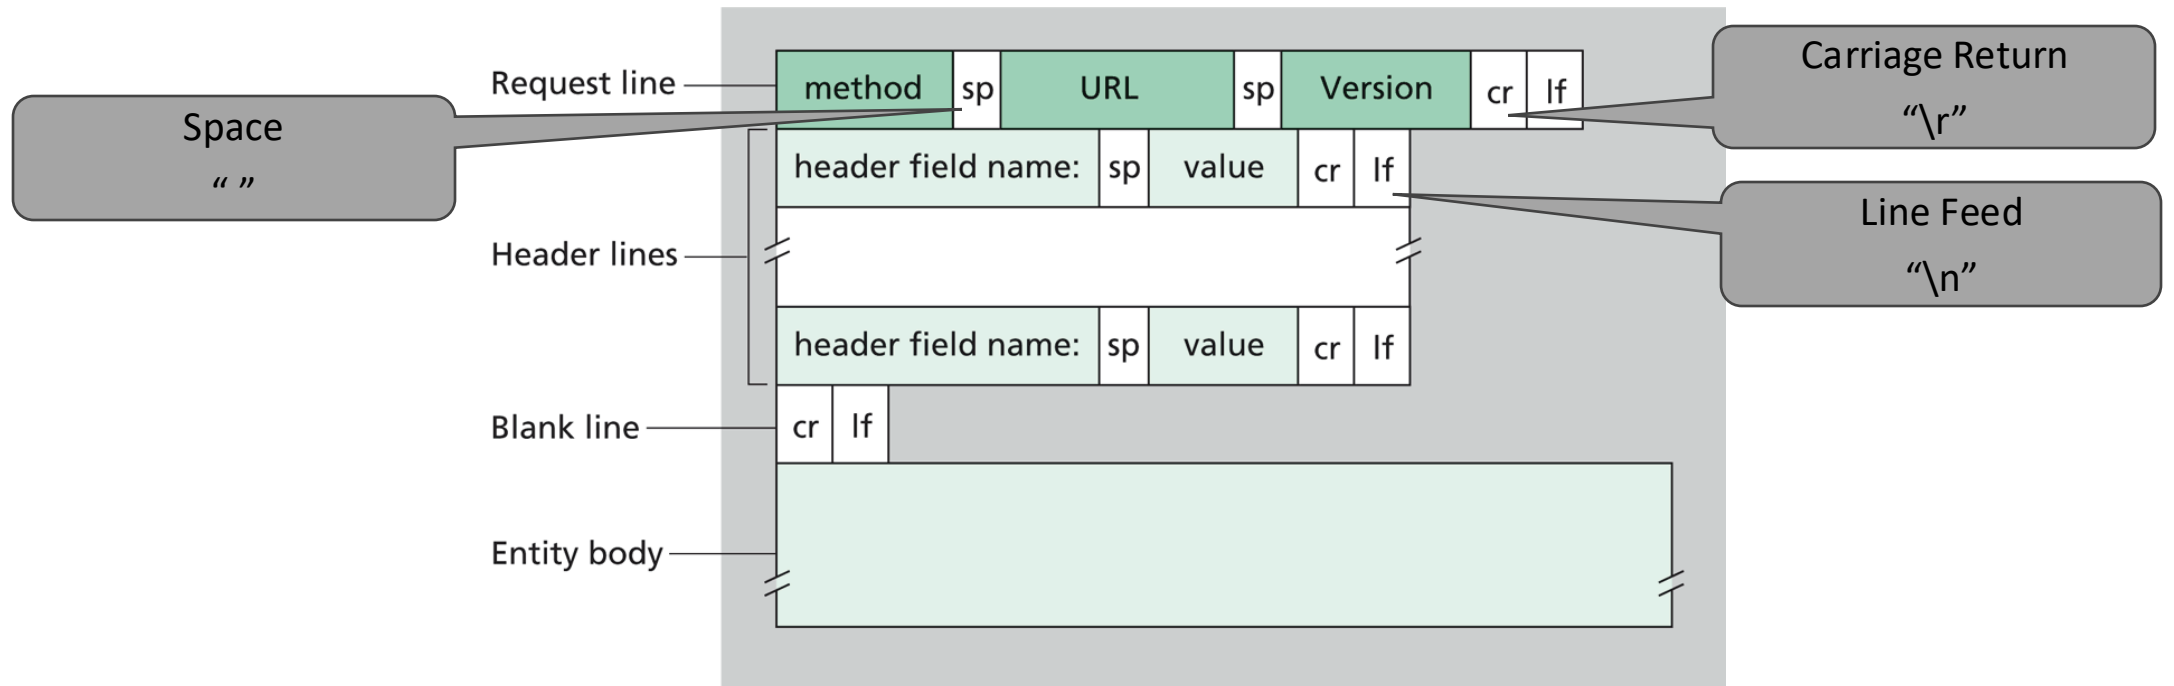 Request line
method sp URL sp Version cr lf
Carriage Return
“\r”
Space
“ ”
header field name: sp value cr lf
Line Feed
“\n”
Header lines
header field name: sp value cr lf
Blank line
cr lf
Entity body